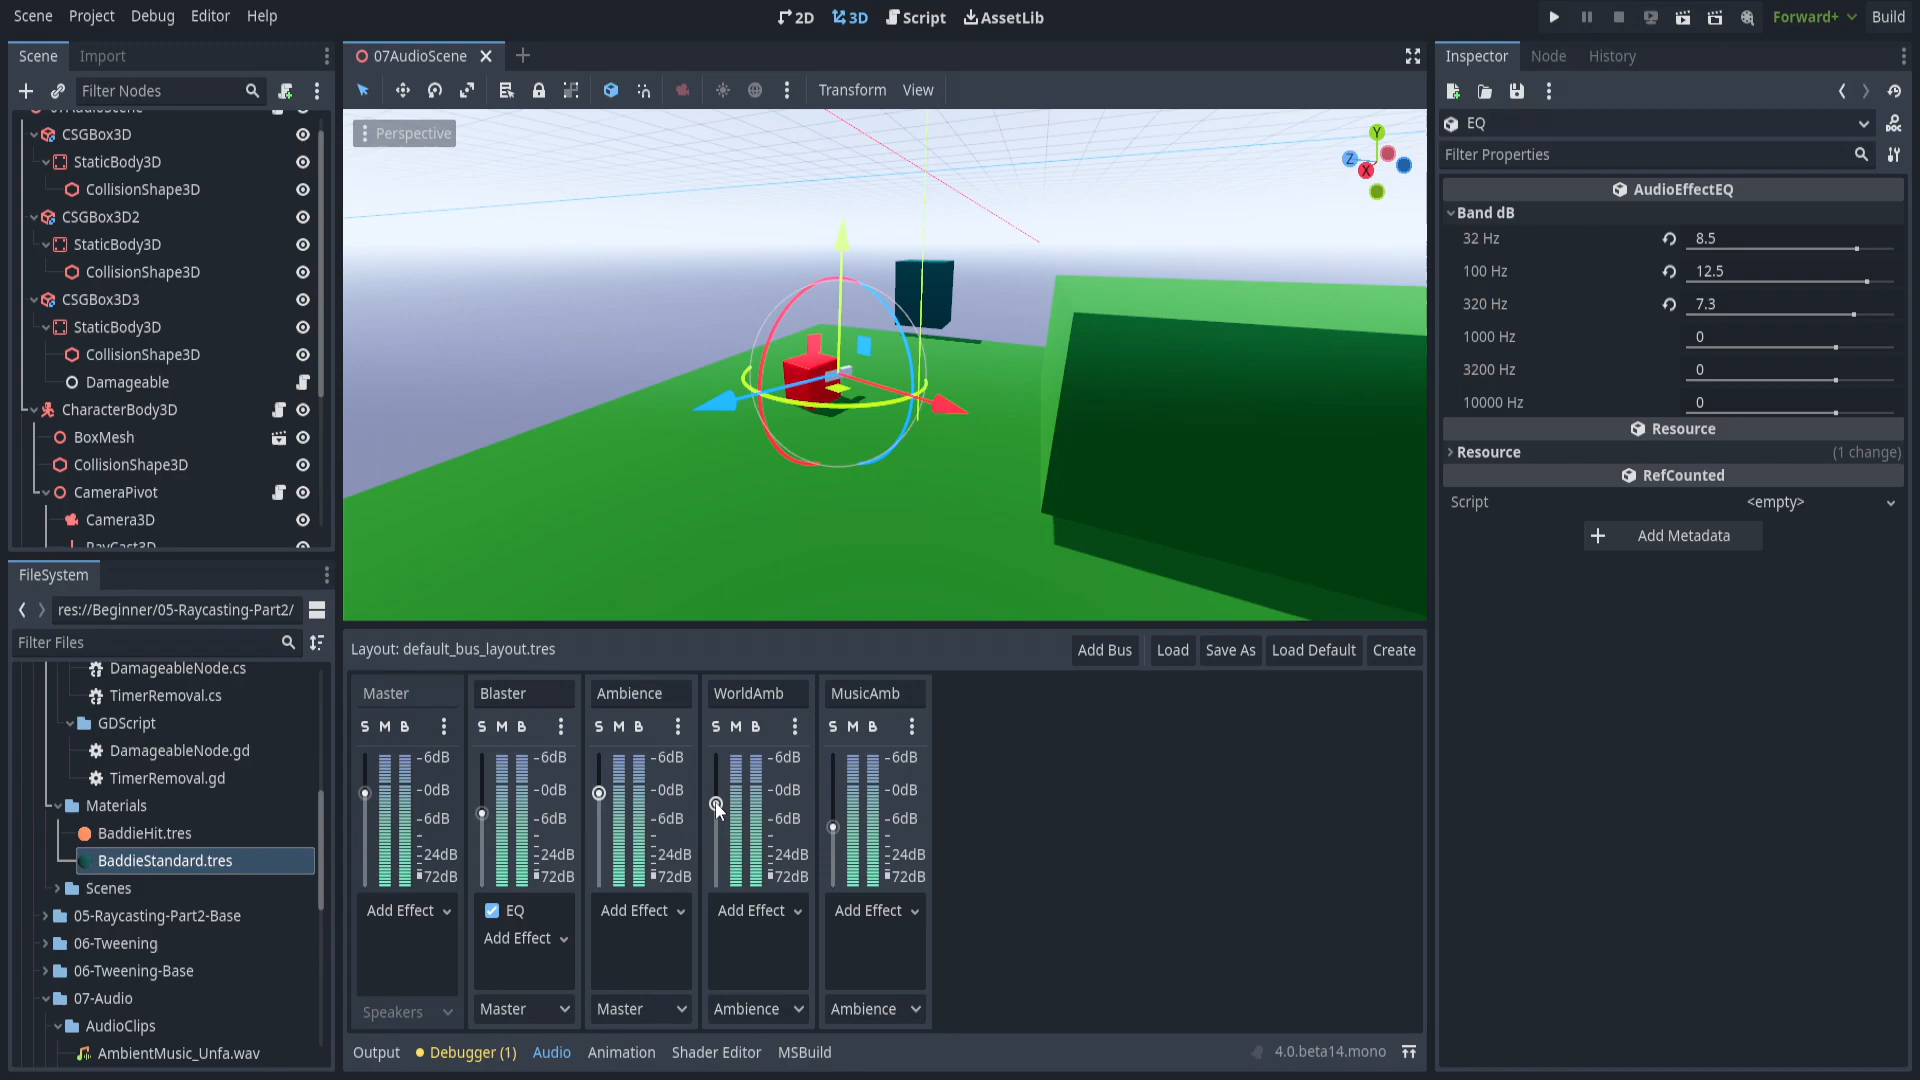 Scene Project Debug Editor Help
2D 3D Script AssetLib
Forward+ Build
Scene Import
Filter Nodes
CSGBox3D
StaticBody3D
CollisionShape3D
CSGBox3D2
StaticBody3D
CollisionShape3D
CSGBox3D3
StaticBody3D
CollisionShape3D
Damageable
CharacterBody3D
BoxMesh
CollisionShape3D
CameraPivot
Camera3D
RayCast3D
FileSystem
res://Beginner/05-Raycasting-Part2/
Filter Files
DamageableNode.cs
TimerRemoval.cs
GDScript
DamageableNode.gd
TimerRemoval.gd
Materials
BaddieHit.tres
BaddieStandard.tres
Scenes
05-Raycasting-Part2-Base
06-Tweening
06-Tweening-Base
07-Audio
AudioClips
AmbientMusic_Unfa.wav
07AudioScene
Transform View
Perspective
Y
Z
X
Layout: default_bus_layout.tres Add Bus Load Save As Load Default Create
Master Blaster Ambience WorldAmb MusicAmb
S M B S M B S M B S M B S M B
-6dB -6dB -6dB -6dB -6dB
-0dB -0dB -0dB -0dB -0dB
-6dB -6dB -6dB -6dB -6dB
-24dB -24dB -24dB -24dB -24dB
-72dB -72dB -72dB -72dB -72dB
Add Effect EQ Add Effect Add Effect Add Effect
Add Effect
Speakers Master Master Ambience Ambience
Output Debugger (1) Audio Animation Shader Editor MSBuild 4.0.beta14.mono
Inspector Node History
EQ
Filter Properties
AudioEffectEQ
Band dB
32 Hz 8.5
100 Hz 12.5
320 Hz 7.3
1000 Hz 0
3200 Hz 0
10000 Hz 0
Resource
Resource (1 change)
RefCounted
Script <empty>
Add Metadata